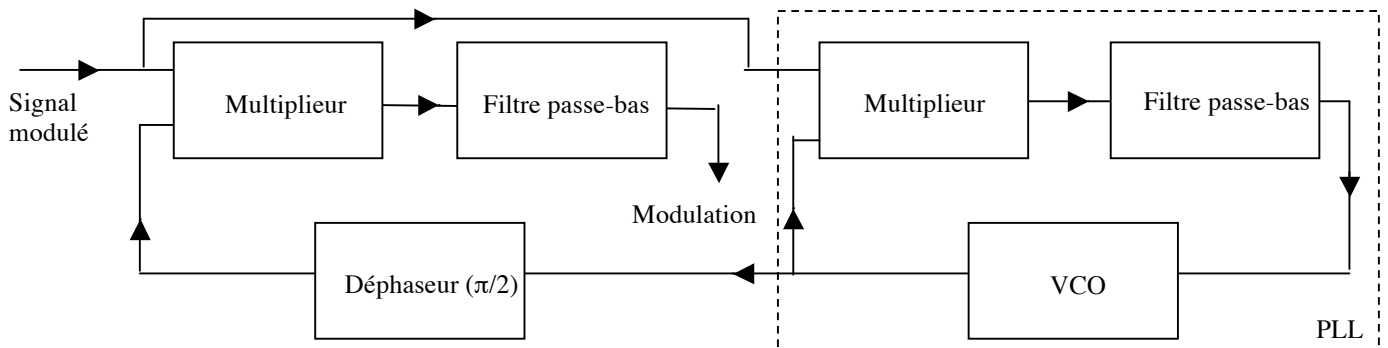 Signal
modulé
Multiplieur
Filtre passe-bas
Multiplieur
Filtre passe-bas
Modulation
Déphaseur (π/2)
VCO
PLL